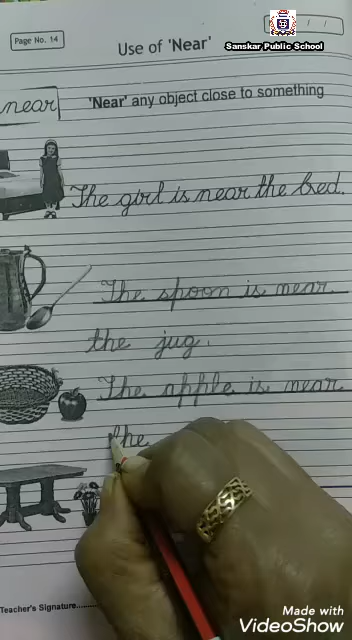 Page No. 14
Use of 'Near'
Sanskar Public School
near
'Near' any object close to something
The girl is near the bed.
The spoon is near
the jug.
The apple is near
the
Teacher's Signature
Made with
VideoShow